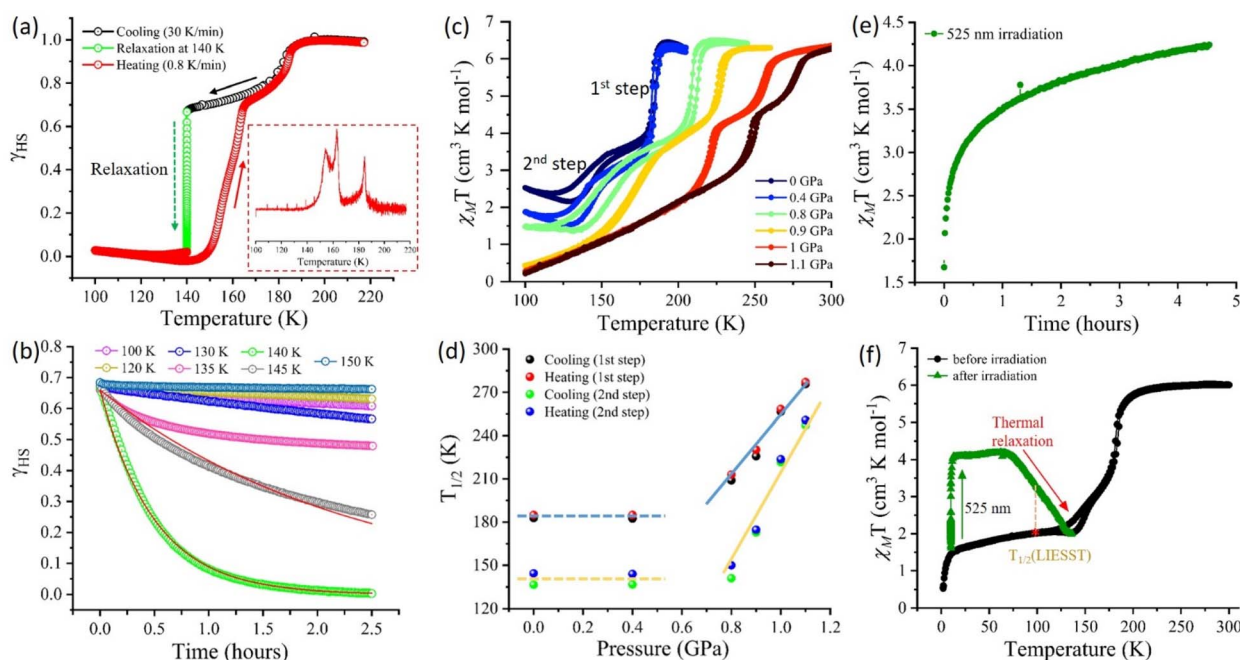 (a)
Cooling (30 K/min)
Relaxation at 140 K
Heating (0.8 K/min)
Relaxation
γHS
1.0
0.8
0.6
0.4
0.2
0.0
100 120 140 160 180 200 220
Temperature (K)
100 120 140 160 180 200 220
Temperature (K)
(b)
100 K 130 K 140 K 150 K
120 K 135 K 145 K
γHS
0.8
0.7
0.6
0.5
0.4
0.3
0.2
0.1
0.0
0.0 0.5 1.0 1.5 2.0 2.5
Time (hours)
(c)
1st step
2nd step
0 GPa
0.4 GPa
0.8 GPa
0.9 GPa
1 GPa
1.1 GPa
χMT (cm³ K mol⁻¹)
7
6
5
4
3
2
1
0
100 150 200 250 300
Temperature (K)
(d)
Cooling (1st step)
Heating (1st step)
Cooling (2nd step)
Heating (2nd step)
T1/2 (K)
300
270
240
210
180
150
120
0.0 0.2 0.4 0.6 0.8 1.0 1.2
Pressure (GPa)
(e)
525 nm irradiation
χMT (cm³ K mol⁻¹)
4.5
4.0
3.5
3.0
2.5
2.0
1.5
0 1 2 3 4 5
Time (hours)
(f)
before irradiation
after irradiation
Thermal
relaxation
525 nm
T1/2(LIESST)
χMT (cm³ K mol⁻¹)
7
6
5
4
3
2
1
0
0 50 100 150 200 250 300
Temperature (K)